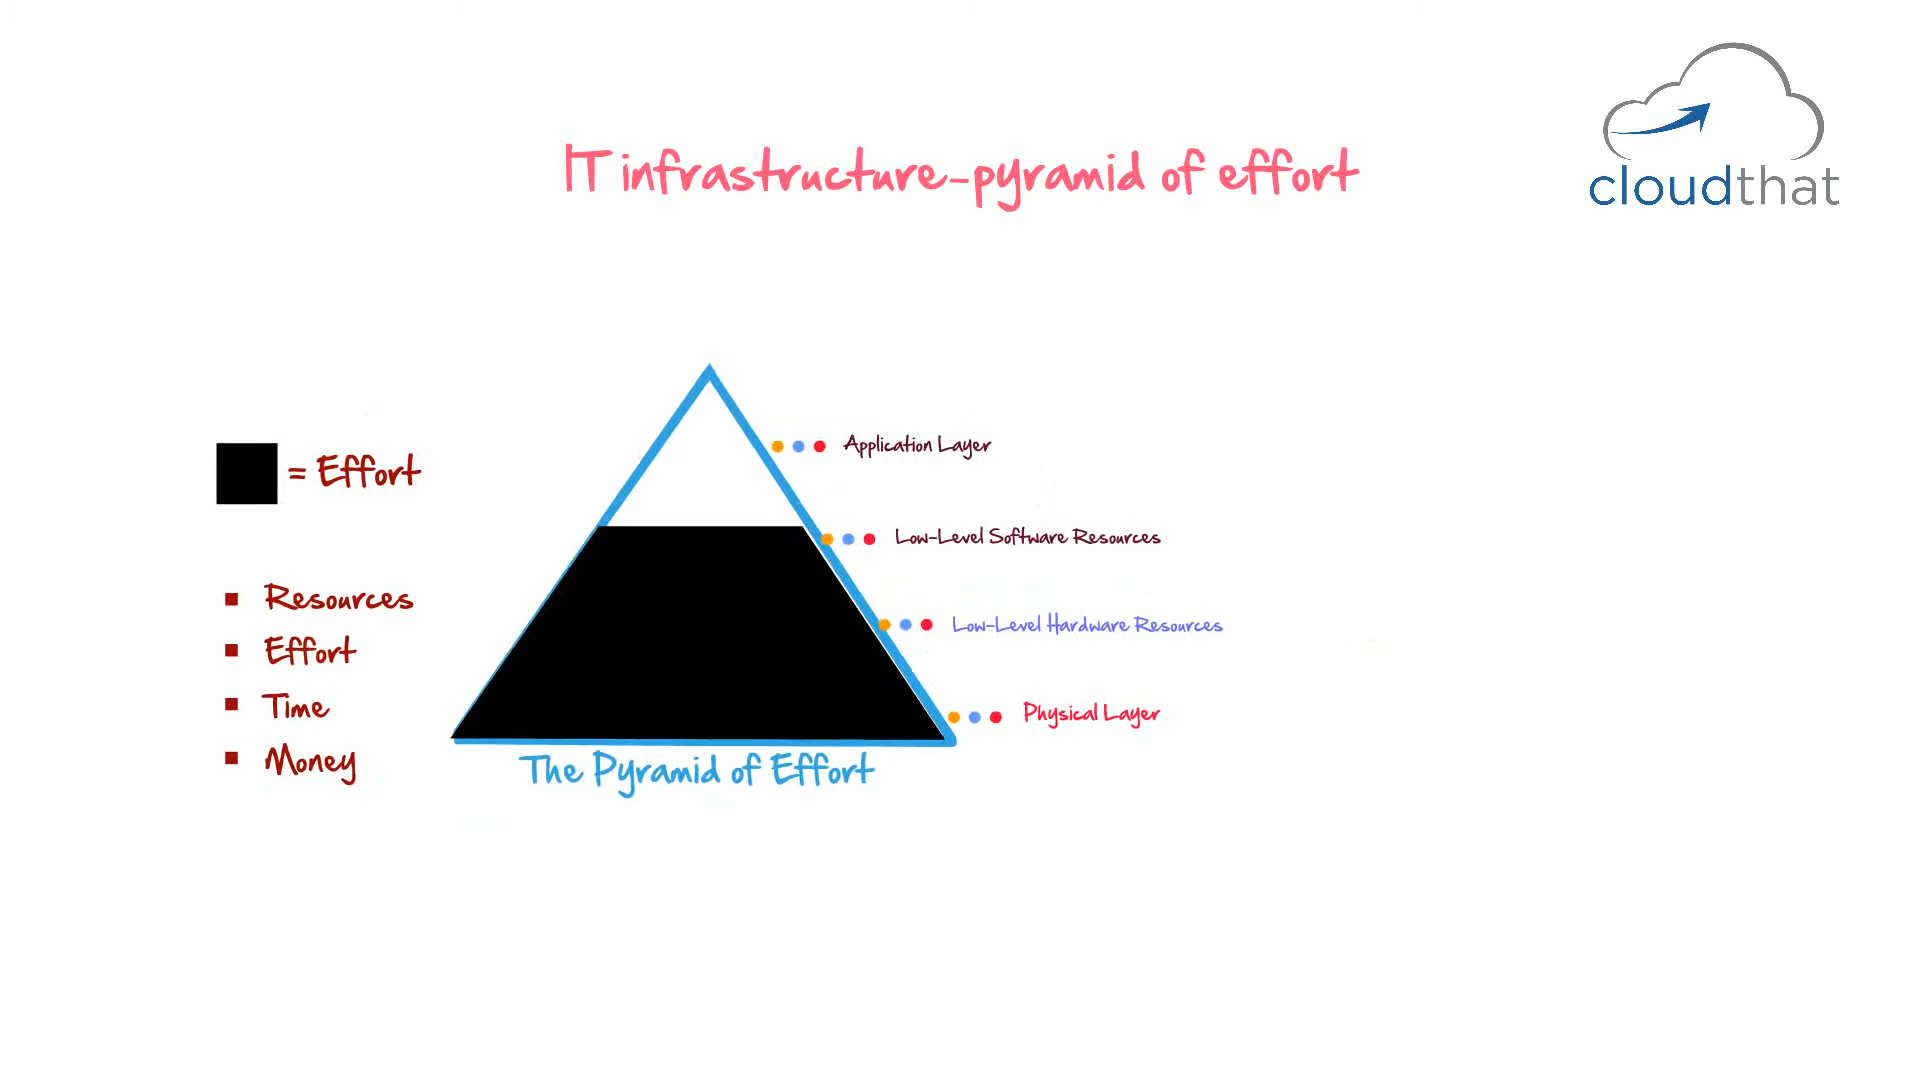 cloudthat
IT infrastructure-pyramid of effort
= Effort
Resources
Effort
Time
Money
Application Layer
Low-Level Software Resources
Low-Level Hardware Resources
Physical Layer
The Pyramid of Effort